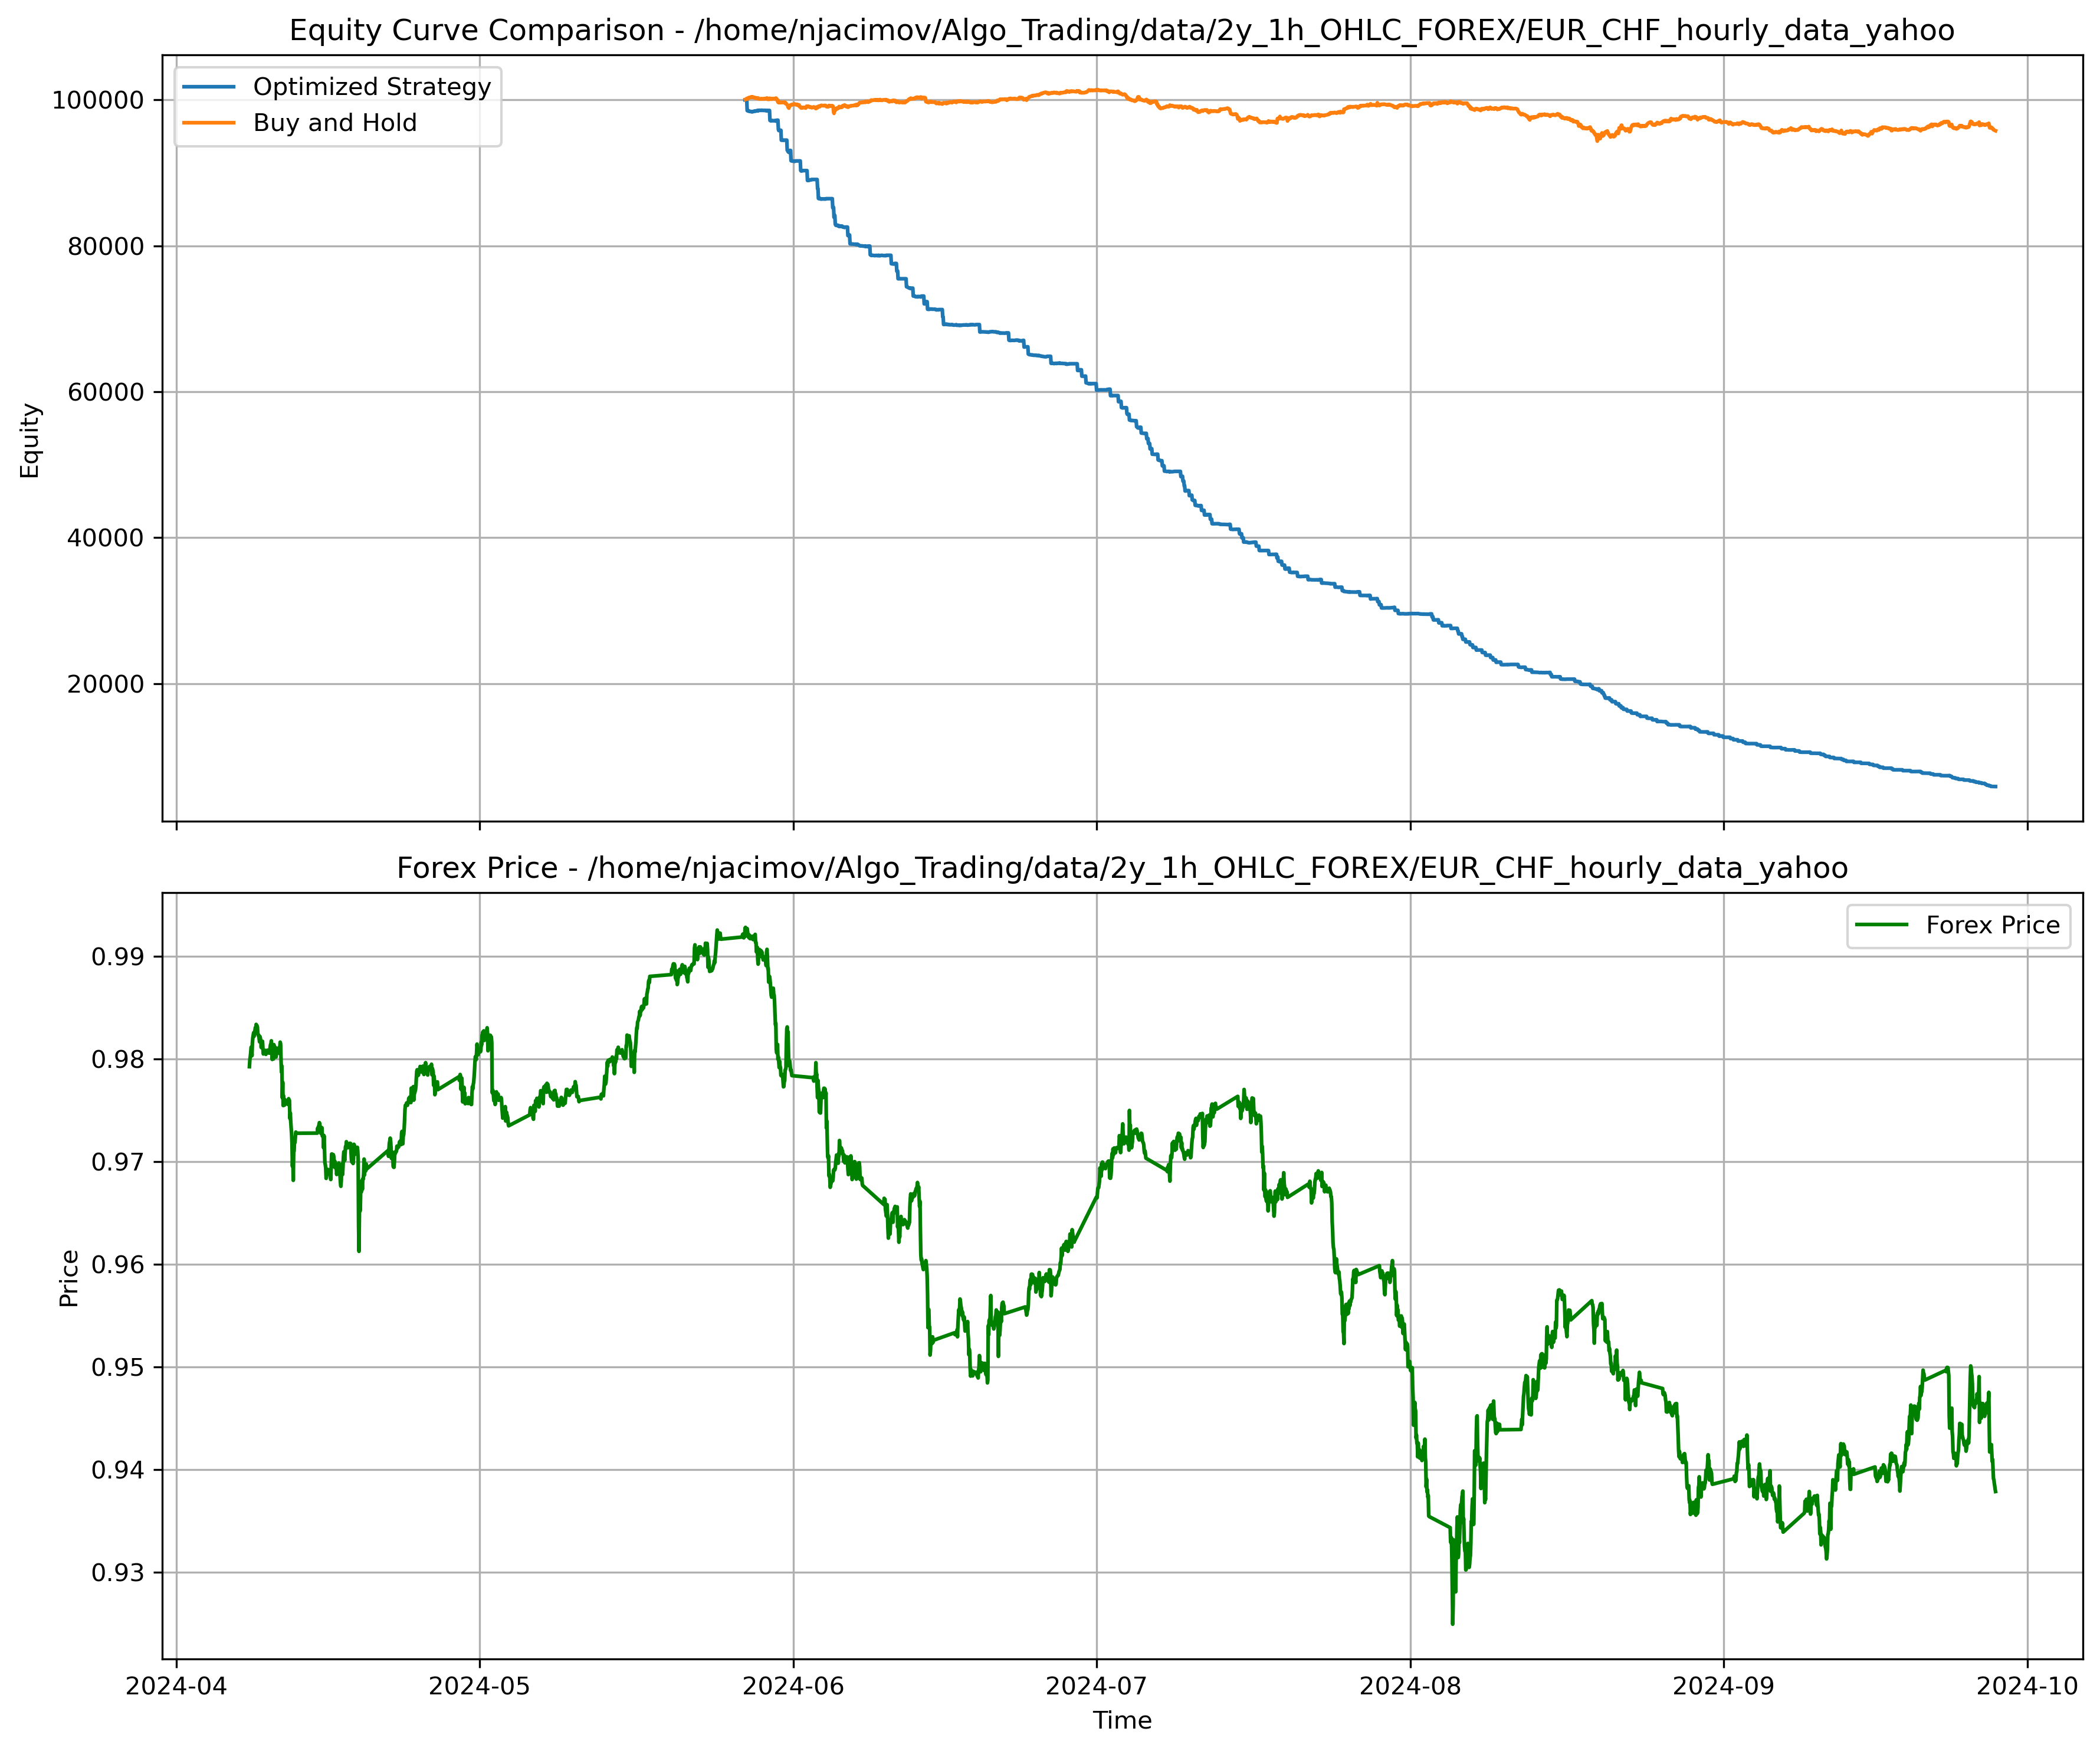 Equity Curve Comparison - /home/njacimov/Algo_Trading/data/2y_1h_OHLC_FOREX/EUR_CHF_hourly_data_yahoo
Optimized Strategy
Buy and Hold
100000
80000
60000
40000
20000
Equity
Forex Price - /home/njacimov/Algo_Trading/data/2y_1h_OHLC_FOREX/EUR_CHF_hourly_data_yahoo
Forex Price
0.99
0.98
0.97
0.96
0.95
0.94
0.93
Price
2024-04 2024-05 2024-06 2024-07 2024-08 2024-09 2024-10
Time